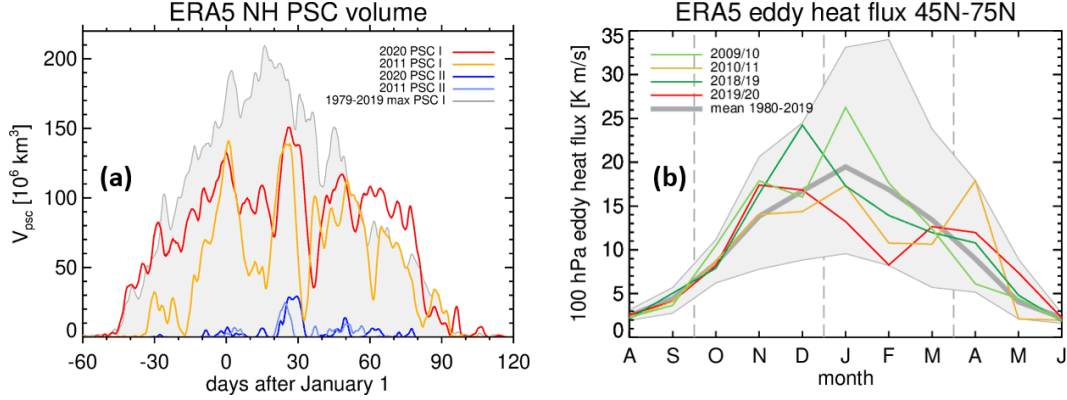 ERA5 NH PSC volume
200
150
100
50
0
V_psc [10^6 km^3]
(a)
2020 PSC I
2011 PSC I
2020 PSC II
2011 PSC II
1979-2019 max PSC I
-60 -30 0 30 60 90 120
days after January 1
ERA5 eddy heat flux 45N-75N
35
30
25
20
15
10
5
0
100 hPa eddy heat flux [K m/s]
(b)
2009/10
2010/11
2018/19
2019/20
mean 1980-2019
A S O N D J F M A M J
month